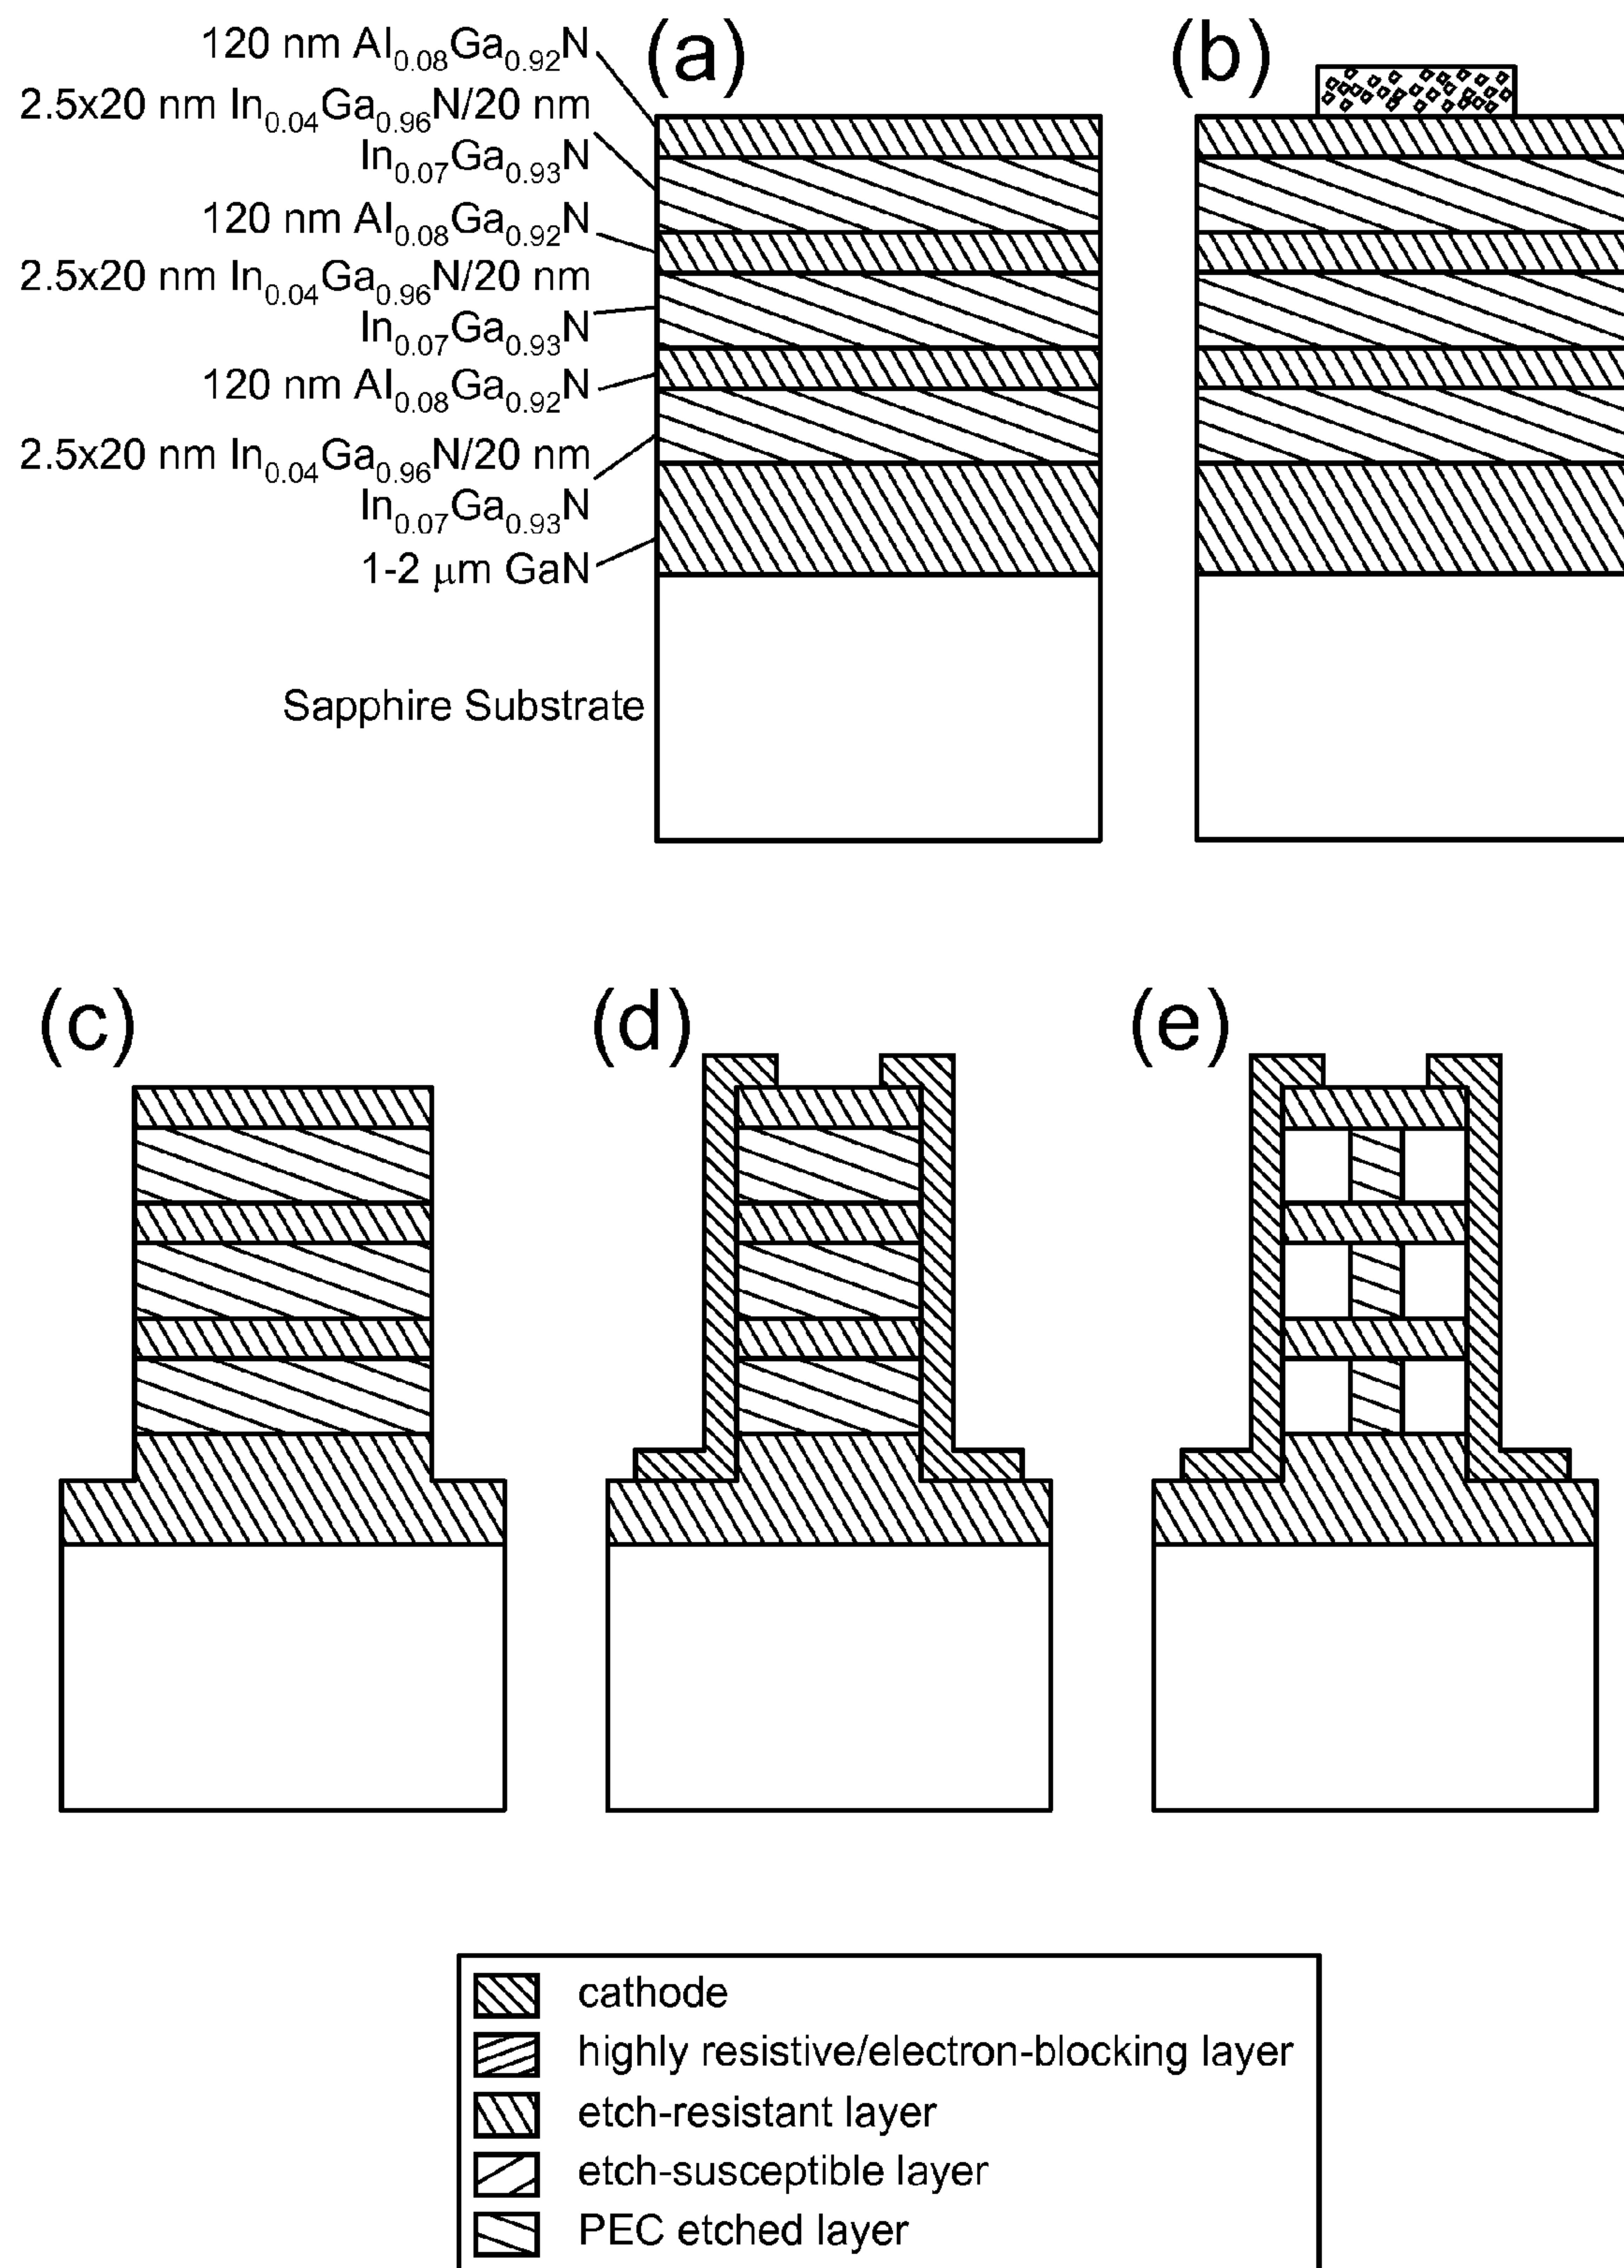 (a)
120 nm Al0.08Ga0.92N
2.5x20 nm In0.04Ga0.96N/20 nm
In0.07Ga0.93N
120 nm Al0.08Ga0.92N
2.5x20 nm In0.04Ga0.96N/20 nm
In0.07Ga0.93N
120 nm Al0.08Ga0.92N
2.5x20 nm In0.04Ga0.96N/20 nm
In0.07Ga0.93N
1-2 μm GaN
Sapphire Substrate
(b)
(c)
(d)
(e)
cathode
highly resistive/electron-blocking layer
etch-resistant layer
etch-susceptible layer
PEC etched layer